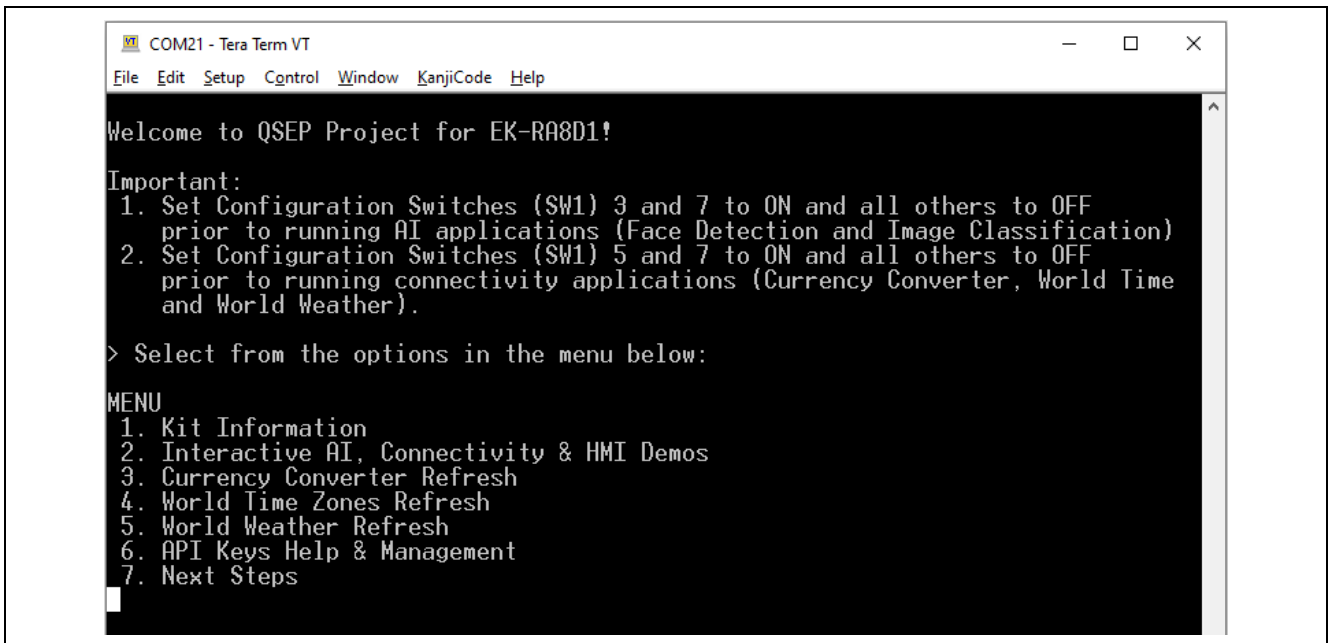 COM21 - Tera Term VT
File Edit Setup Control Window KanjiCode Help
Welcome to QSEP Project for EK-RA8D1!
Important:
1. Set Configuration Switches (SW1) 3 and 7 to ON and all others to OFF
prior to running AI applications (Face Detection and Image Classification)
2. Set Configuration Switches (SW1) 5 and 7 to ON and all others to OFF
prior to running connectivity applications (Currency Converter, World Time
and World Weather).
> Select from the options in the menu below:
MENU
1. Kit Information
2. Interactive AI, Connectivity & HMI Demos
3. Currency Converter Refresh
4. World Time Zones Refresh
5. World Weather Refresh
6. API Keys Help & Management
7. Next Steps